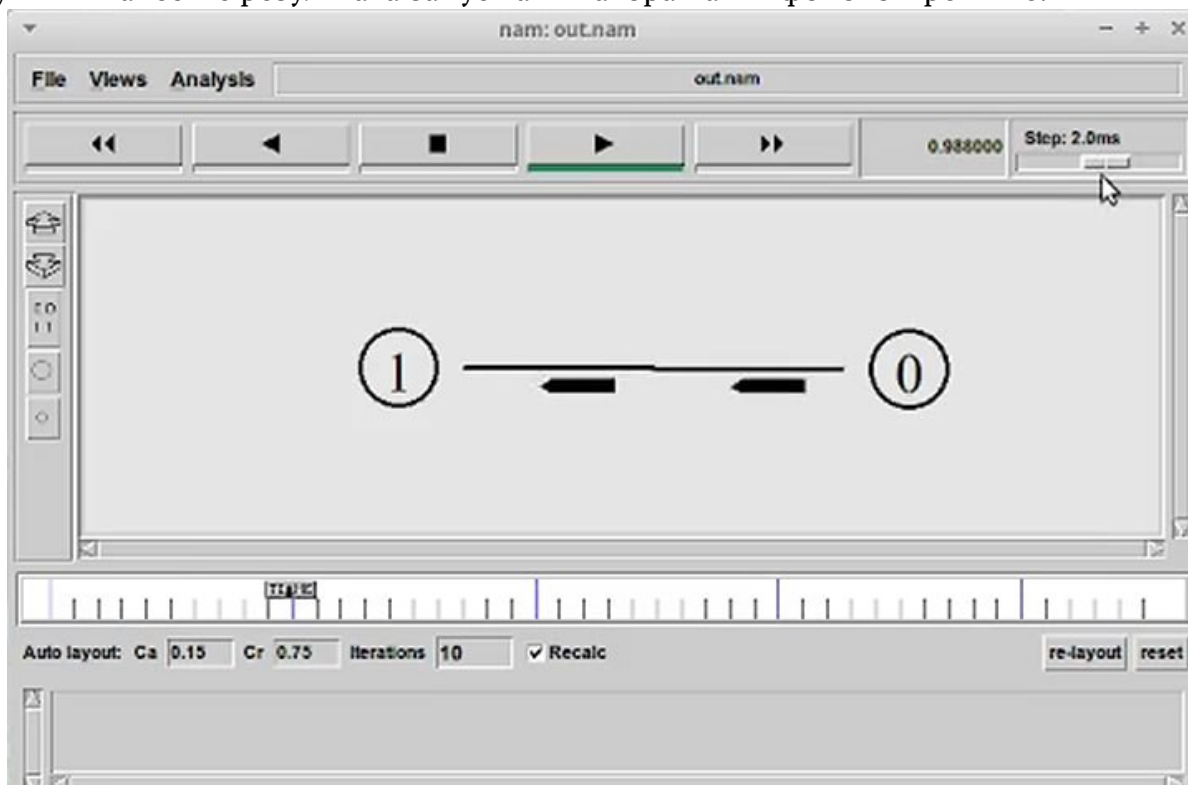 nam: out.nam
File Views Analysis out.nam
0.988000 Step: 2.0ms
1 0
TIME
Auto layout: Ca 0.15 Cr 0.75 Iterations 10 Recalc re-layout reset